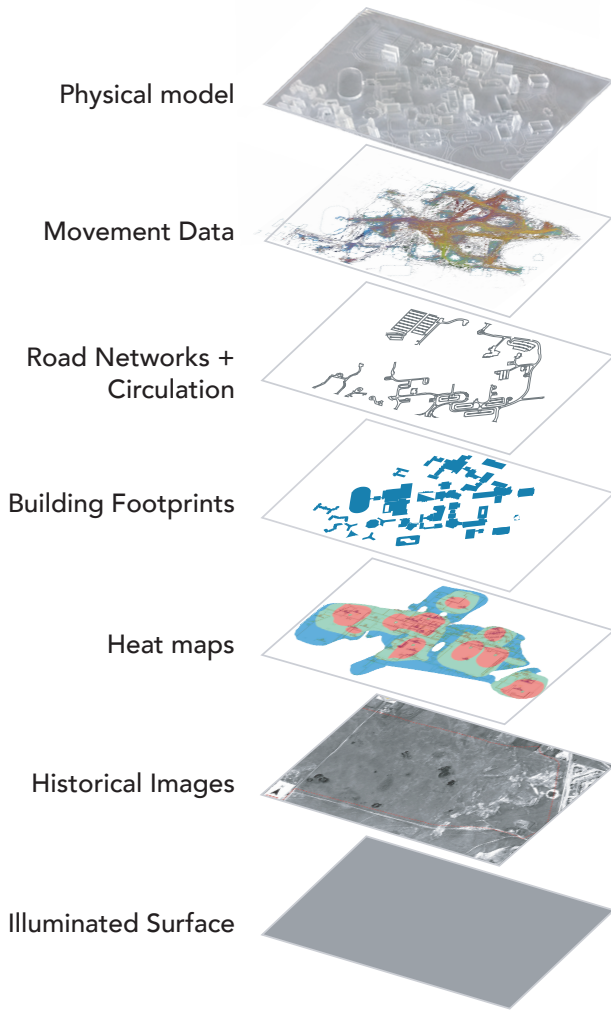 Physical model
Movement Data
Road Networks +
Circulation
Building Footprints
Heat maps
Historical Images
Illuminated Surface